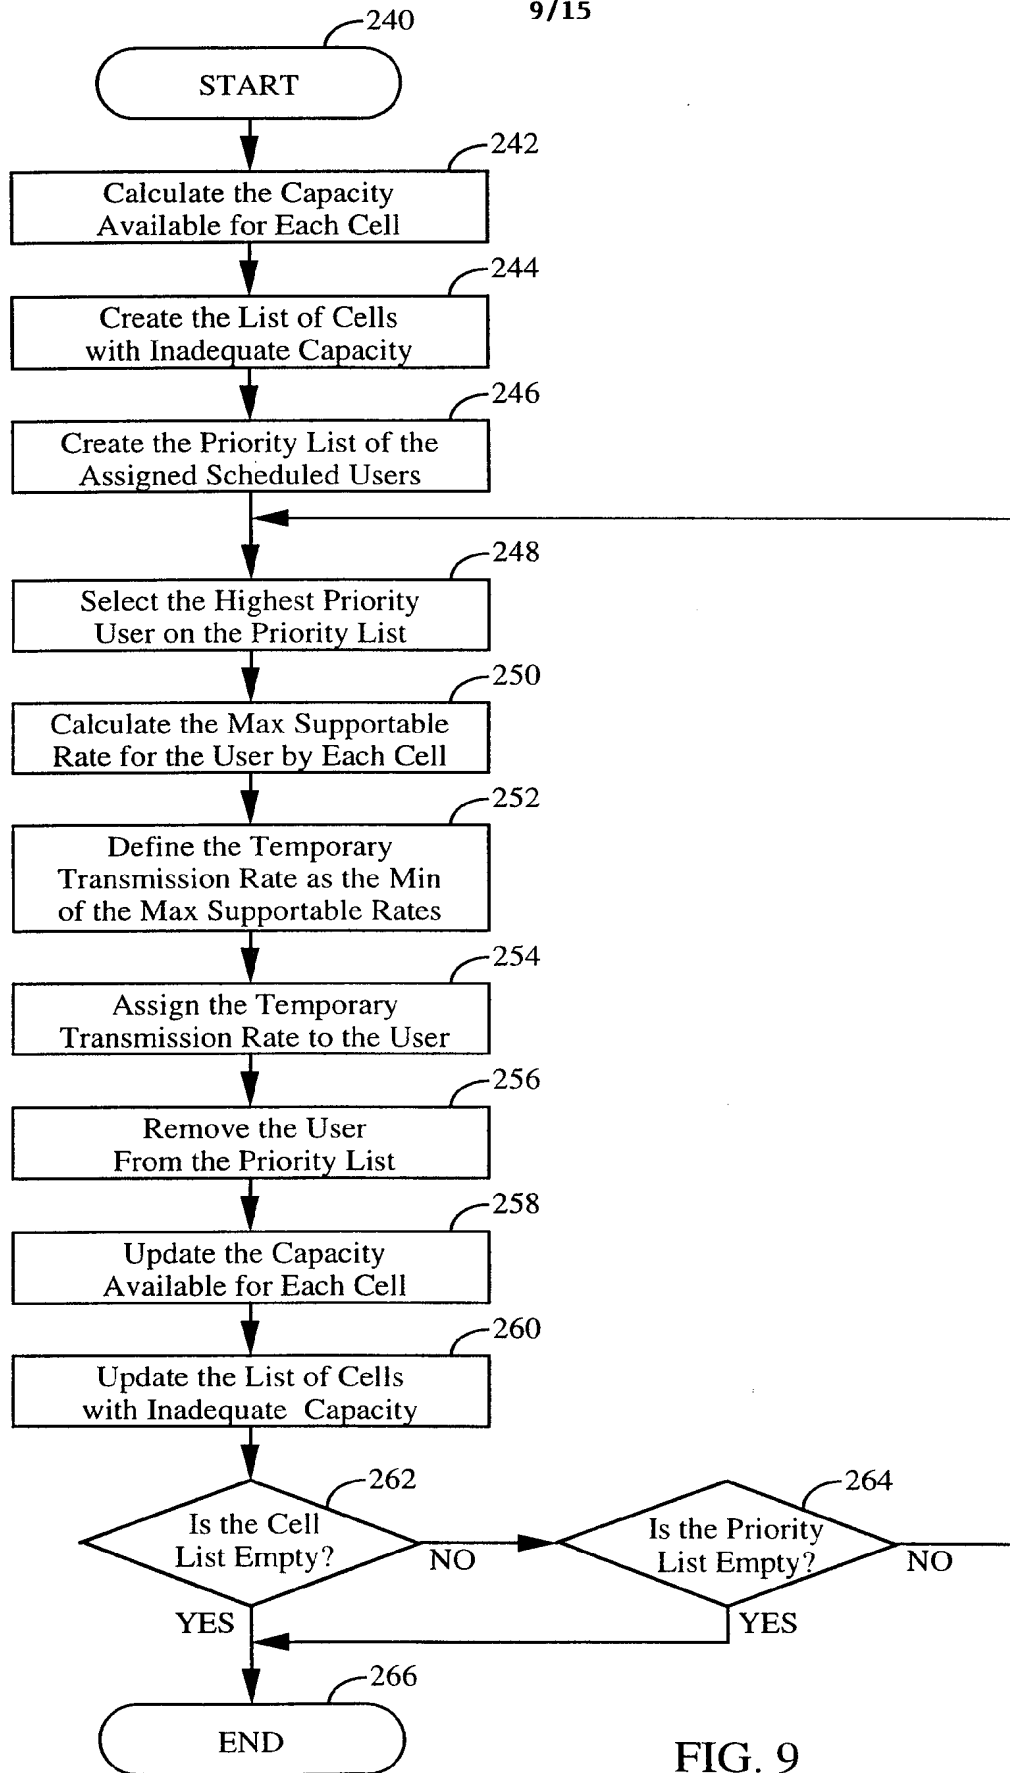 9/15
240
START
242
Calculate the Capacity
Available for Each Cell
244
Create the List of Cells
with Inadequate Capacity
246
Create the Priority List of the
Assigned Scheduled Users
248
Select the Highest Priority
User on the Priority List
250
Calculate the Max Supportable
Rate for the User by Each Cell
252
Define the Temporary
Transmission Rate as the Min
of the Max Supportable Rates
254
Assign the Temporary
Transmission Rate to the User
256
Remove the User
From the Priority List
258
Update the Capacity
Available for Each Cell
260
Update the List of Cells
with Inadequate Capacity
262
Is the Cell
List Empty?
NO
YES
264
Is the Priority
List Empty?
NO
YES
266
END
FIG. 9